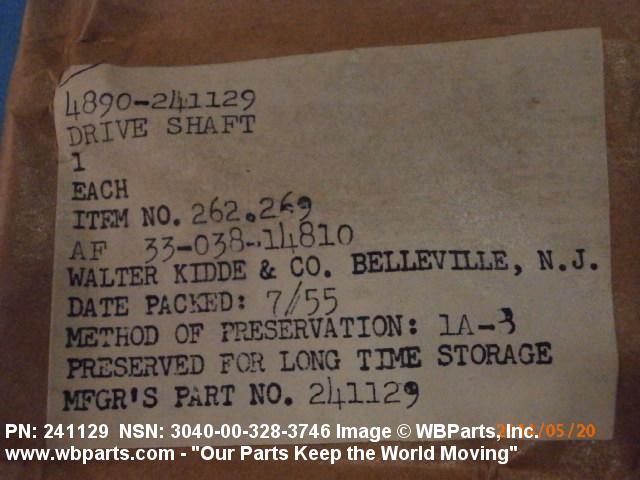 4890-241129
DRIVE SHAFT
1
EACH
ITEM NO. 262.269
AF 33-038-14810
WALTER KIDDE & CO. BELLEVILLE, N.J.
DATE PACKED: 7/55
METHOD OF PRESERVATION: 1A-3
PRESERVED FOR LONG TIME STORAGE
MFGR'S PART NO. 241129
PN: 241129 NSN: 3040-00-328-3746 Image © WBParts, Inc.
www.wbparts.com - "Our Parts Keep the World Moving"